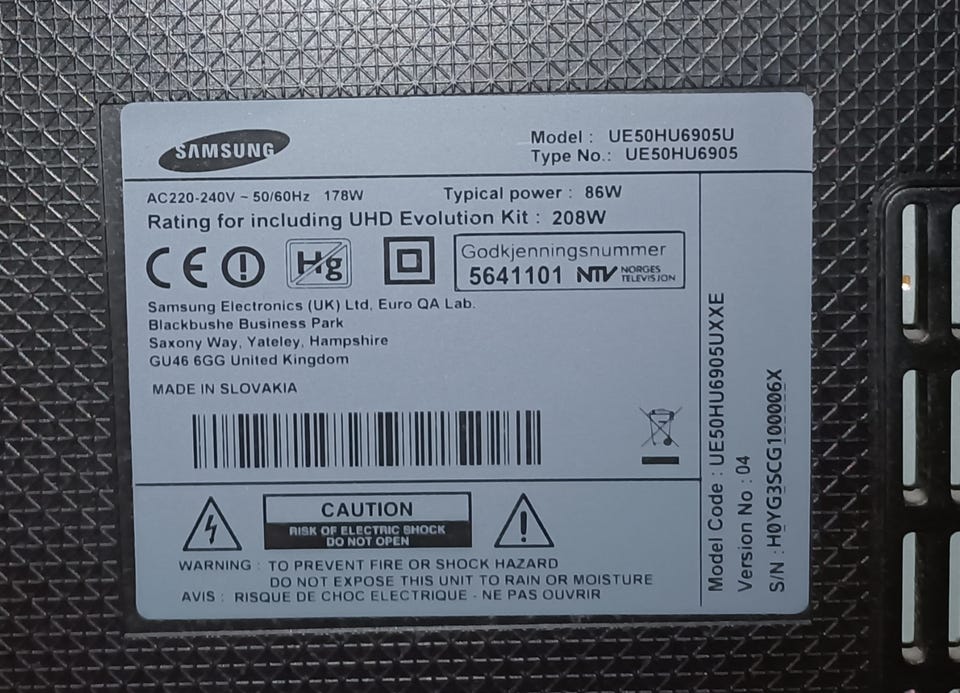 SAMSUNG
Model : UE50HU6905U
Type No.: UE50HU6905
AC220-240V ~ 50/60Hz 178W Typical power : 86W
Rating for including UHD Evolution Kit : 208W
CE
Hg
Godkjenningsnummer
5641101 NTV NORGES TELEVISJON
Samsung Electronics (UK) Ltd, Euro QA Lab.
Blackbushe Business Park
Saxony Way, Yateley, Hampshire
GU46 6GG United Kingdom
MADE IN SLOVAKIA
CAUTION
RISK OF ELECTRIC SHOCK
DO NOT OPEN
WARNING : TO PREVENT FIRE OR SHOCK HAZARD
DO NOT EXPOSE THIS UNIT TO RAIN OR MOISTURE
AVIS : RISQUE DE CHOC ELECTRIQUE - NE PAS OUVRIR
Model Code : UE50HU6905UXXE
Version No : 04
S/N : H0YG3SCG100006X